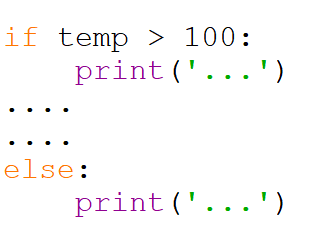 if temp > 100:
    print('...')
....
....
else:
    print('...')